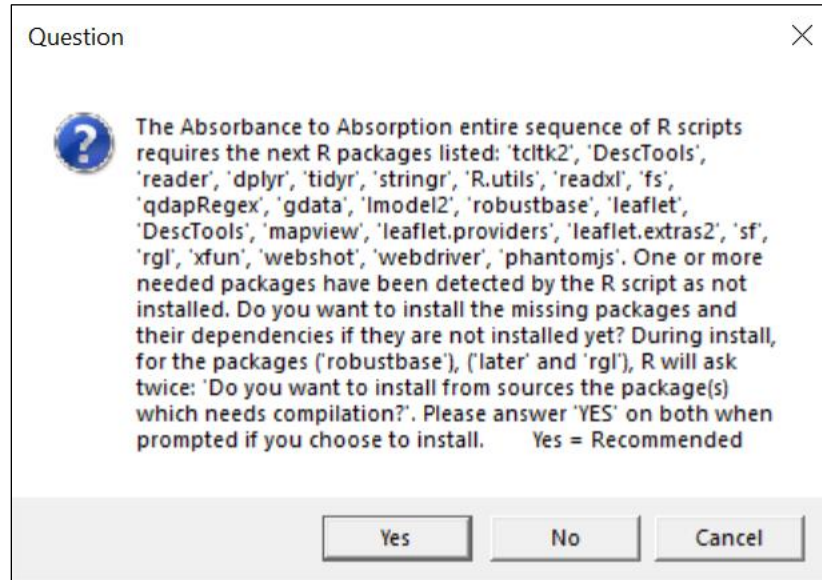 Question
The Absorbance to Absorption entire sequence of R scripts
requires the next R packages listed: 'tcltk2', 'DescTools',
'reader', 'dplyr', 'tidyr', 'stringr', 'R.utils', 'readxl', 'fs',
'qdapRegex', 'gdata', 'lmodel2', 'robustbase', 'leaflet',
'DescTools', 'mapview', 'leaflet.providers', 'leaflet.extras2', 'sf',
'rgl', 'xfun', 'webshot', 'webdriver', 'phantomjs'. One or more
needed packages have been detected by the R script as not
installed. Do you want to install the missing packages and
their dependencies if they are not installed yet? During install,
for the packages ('robustbase'), ('later' and 'rgl'), R will ask
twice: 'Do you want to install from sources the package(s)
which needs compilation?'. Please answer 'YES' on both when
prompted if you choose to install. Yes = Recommended
Yes No Cancel